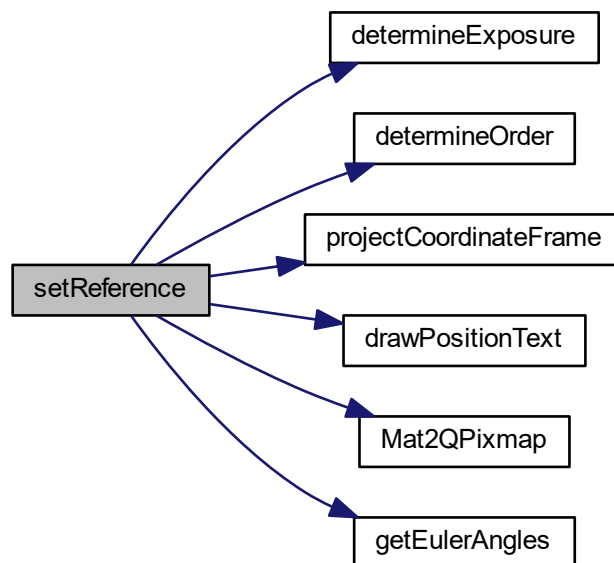 determineExposure
determineOrder
projectCoordinateFrame
setReference
drawPositionText
Mat2QPixmap
getEulerAngles